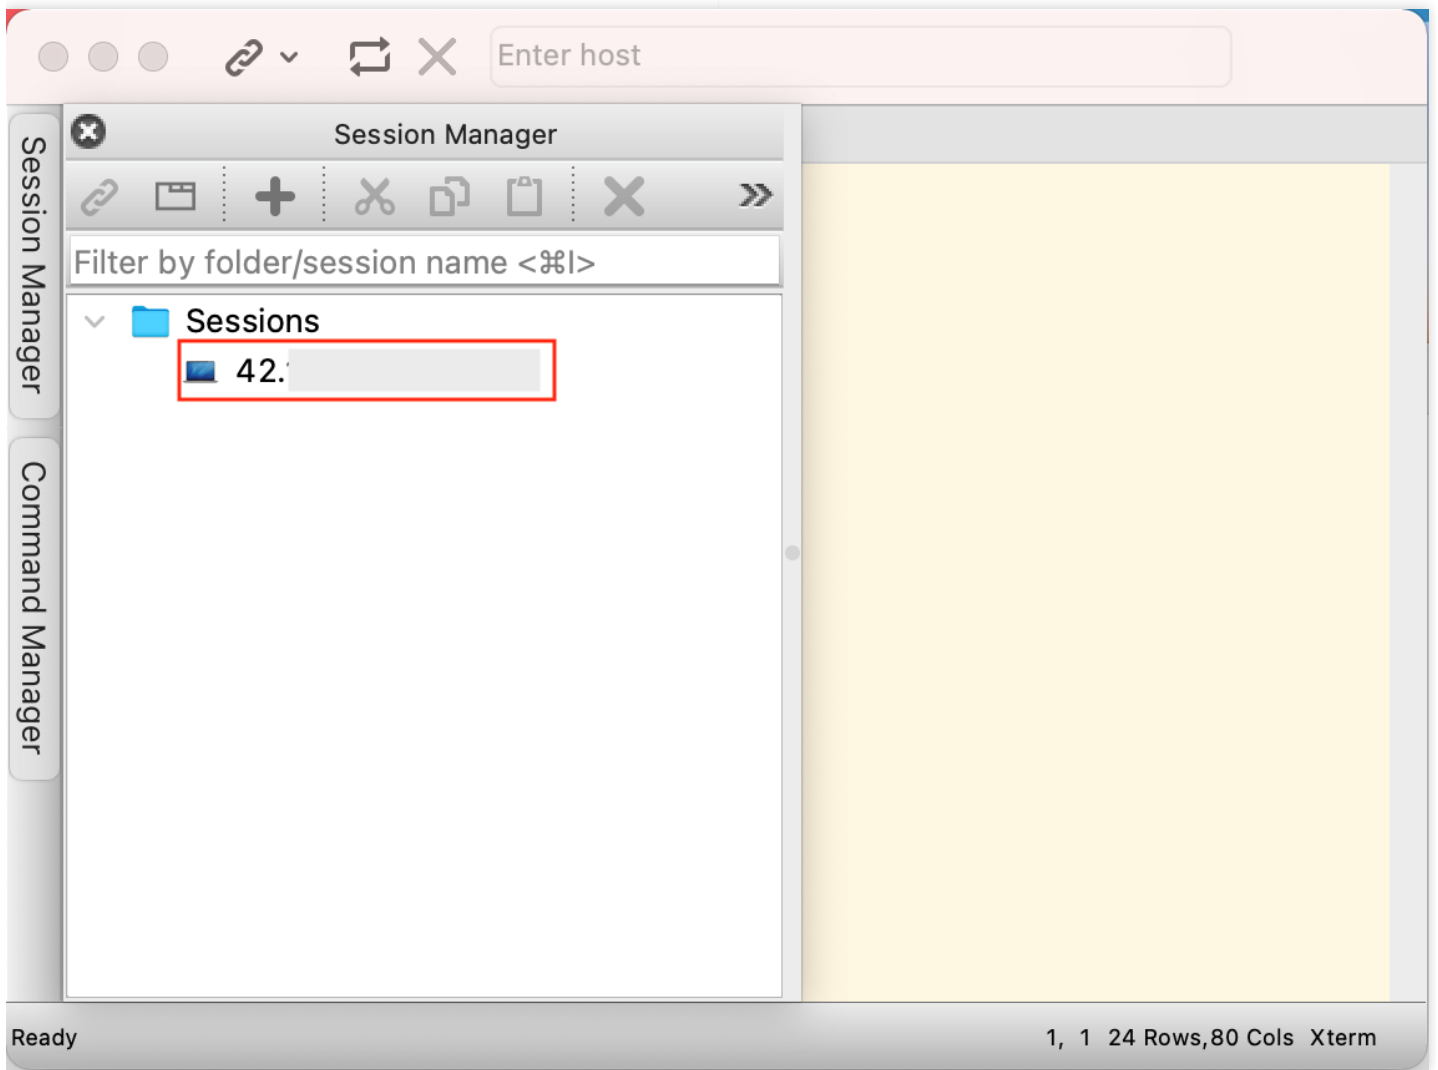 Enter host
Session Manager
Session Manager
Filter by folder/session name <⌘I>
Sessions
42.
Command Manager
Ready
1, 1 24 Rows,80 Cols Xterm